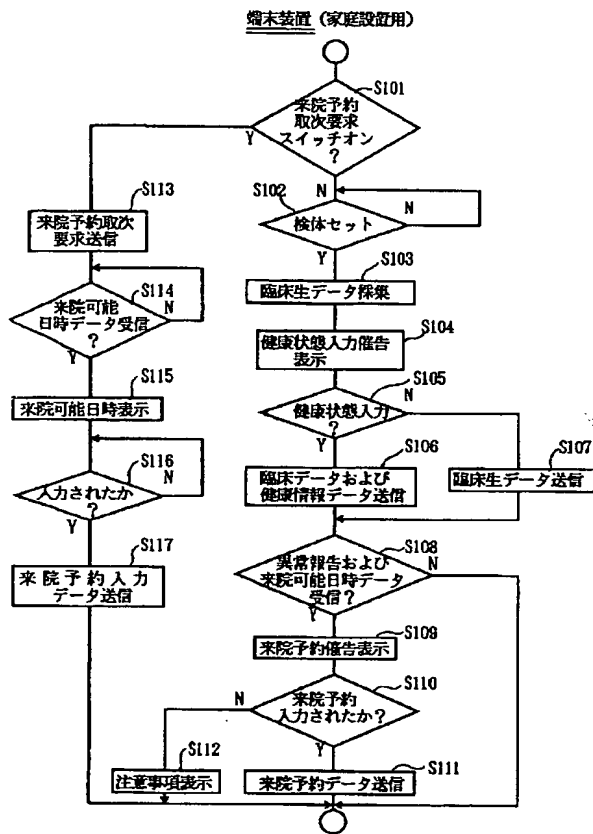 端末装置 (家庭設置用)
S101
来院予約
取次要求
スイッチオン
?
Y
N
S113
来院予約取次
要求送信
S102
検体セット
N
Y
S103
臨床生データ採集
S114
来院可能
日時データ受信
?
N
Y
S104
健康状態入力催告
表示
S115
来院可能日時表示
S105
健康状態入力
?
N
Y
S106
臨床データおよび
健康情報データ送信
S107
臨床生データ送信
S116
入力されたか
?
N
Y
S117
来院予約入力
データ送信
S108
異常報告および
来院可能日時データ
受信?
N
Y
S109
来院予約催告表示
S110
来院予約
入力されたか?
N
Y
S112
注意事項表示
S111
来院予約データ送信